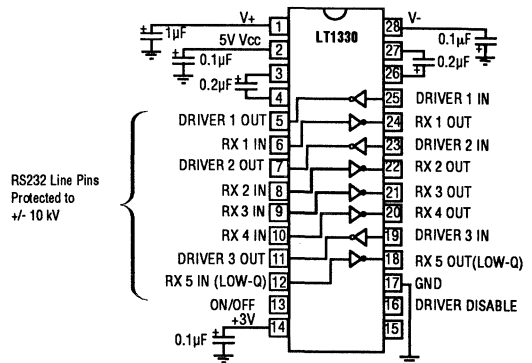 V+
1
28
V-
LT1330
1µF
0.1µF
5V Vcc
2
27
0.1µF
0.2µF
3
26
0.2µF
4
25
DRIVER 1 IN
DRIVER 1 OUT
5
24
RX 1 OUT
RX 1 IN
6
23
DRIVER 2 IN
DRIVER 2 OUT
7
22
RX 2 OUT
RX 2 IN
8
21
RX 3 OUT
RX 3 IN
9
20
RX 4 OUT
RX 4 IN
10
19
DRIVER 3 IN
DRIVER 3 OUT
11
18
RX 5 OUT(LOW-Q)
RX 5 IN (LOW-Q)
12
17
GND
ON/OFF
13
16
DRIVER DISABLE
+3V
14
15
0.1µF
RS232 Line Pins
Protected to
+/- 10 kV